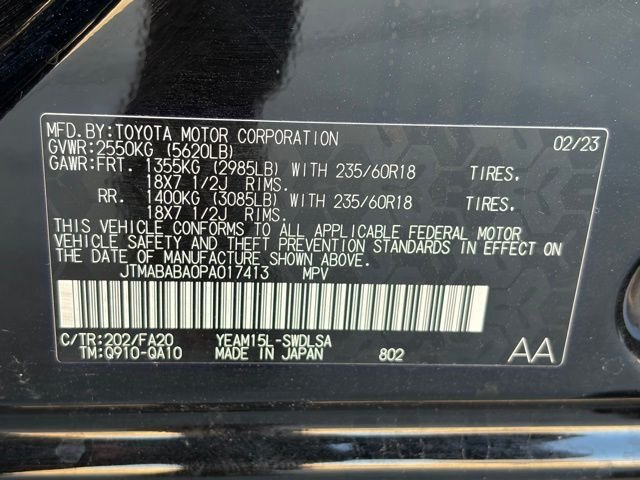 MFD.BY:TOYOTA MOTOR CORPORATION 02/23
GVWR:2550KG (5620LB)
GAWR:FRT. 1355KG (2985LB) WITH 235/60R18 TIRES.
18X7 1/2J RIMS.
RR. 1400KG (3085LB) WITH 235/60R18 TIRES.
18X7 1/2J RIMS.
THIS VEHICLE CONFORMS TO ALL APPLICABLE FEDERAL MOTOR
VEHICLE SAFETY AND THEFT PREVENTION STANDARDS IN EFFECT ON
THE DATE OF MANUFACTURE SHOWN ABOVE.
JTMABABA0PA017413 MPV
C/TR:202/FA20 YEAM15L-SWDLSA
TM:Q910-QA10 MADE IN JAPAN 802 AA